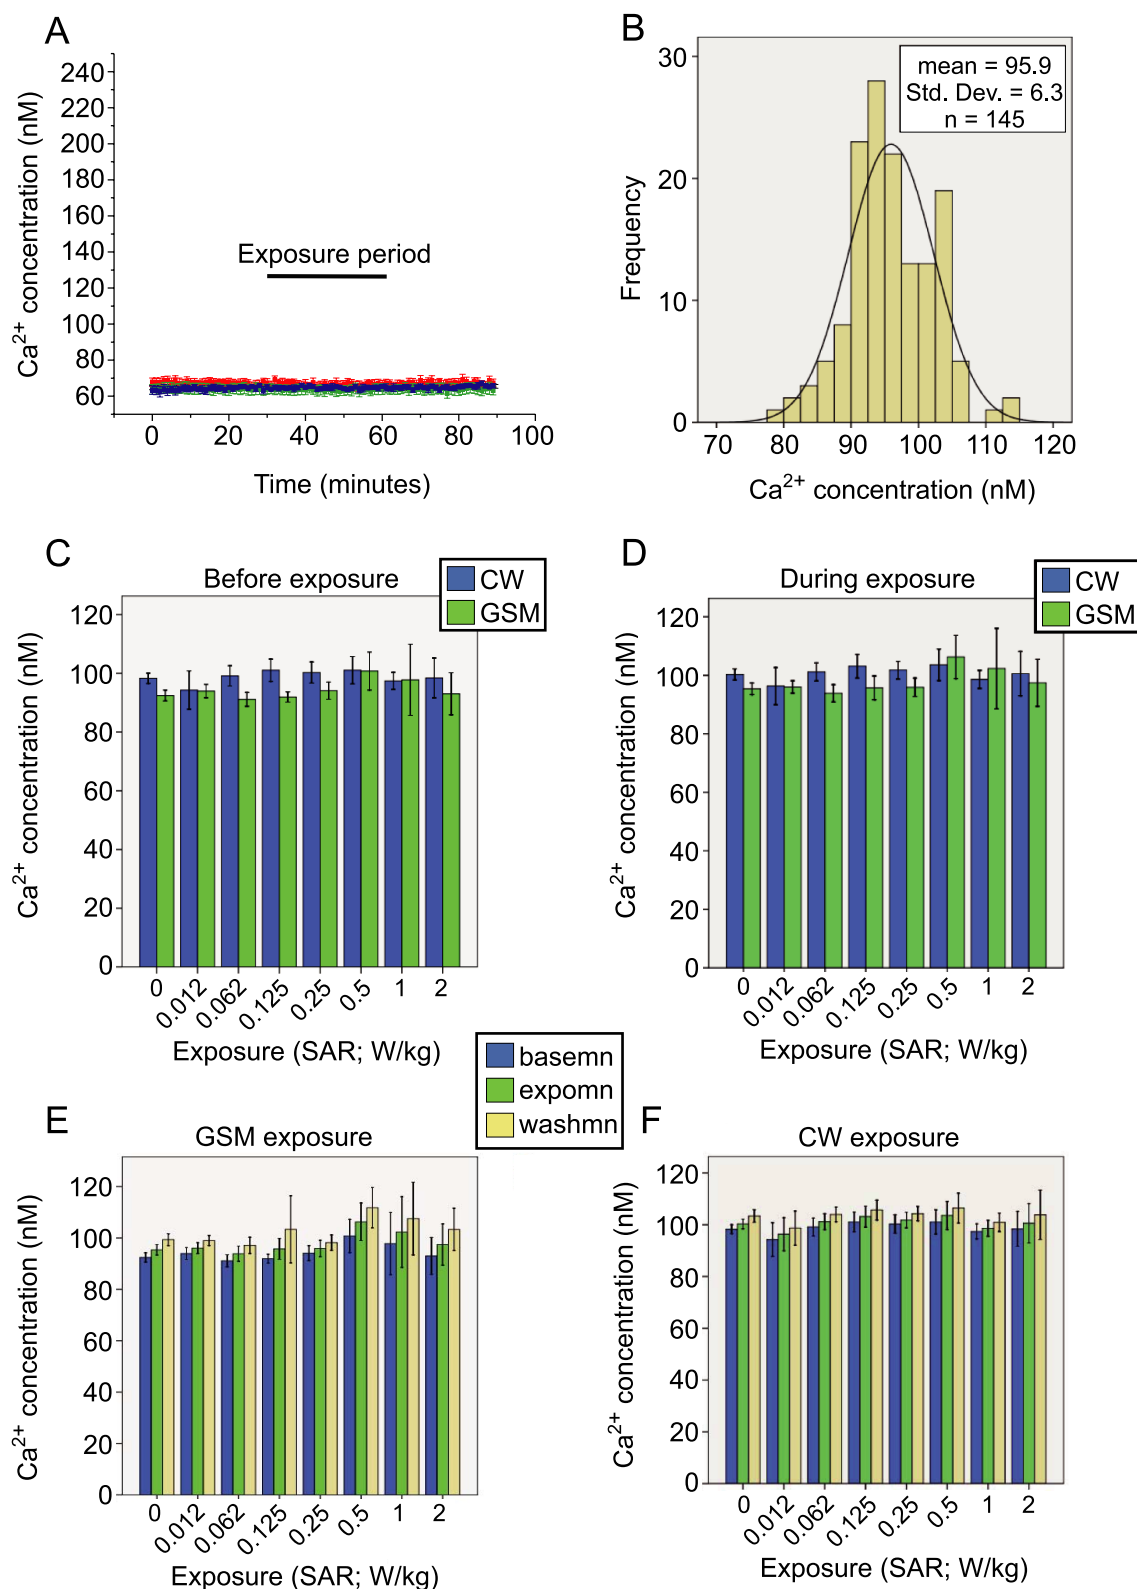 A
Ca2+ concentration (nM)
240
220
200
180
160
140
120
100
80
60
Exposure period
0 20 40 60 80 100
Time (minutes)
B
Frequency
30
20
10
0
mean = 95.9
Std. Dev. = 6.3
n = 145
70 80 90 100 110 120
Ca2+ concentration (nM)
C
Before exposure
CW
GSM
Ca2+ concentration (nM)
120
100
80
60
40
20
0
0 0.012 0.062 0.125 0.25 0.5 1 2
Exposure (SAR; W/kg)
D
During exposure
CW
GSM
Ca2+ concentration (nM)
120
100
80
60
40
20
0
0 0.012 0.062 0.125 0.25 0.5 1 2
Exposure (SAR; W/kg)
basemn
expomn
washmn
E
GSM exposure
Ca2+ concentration (nM)
120
100
80
60
40
20
0
0 0.012 0.062 0.125 0.25 0.5 1 2
Exposure (SAR; W/kg)
F
CW exposure
Ca2+ concentration (nM)
120
100
80
60
40
20
0
0 0.012 0.062 0.125 0.25 0.5 1 2
Exposure (SAR; W/kg)